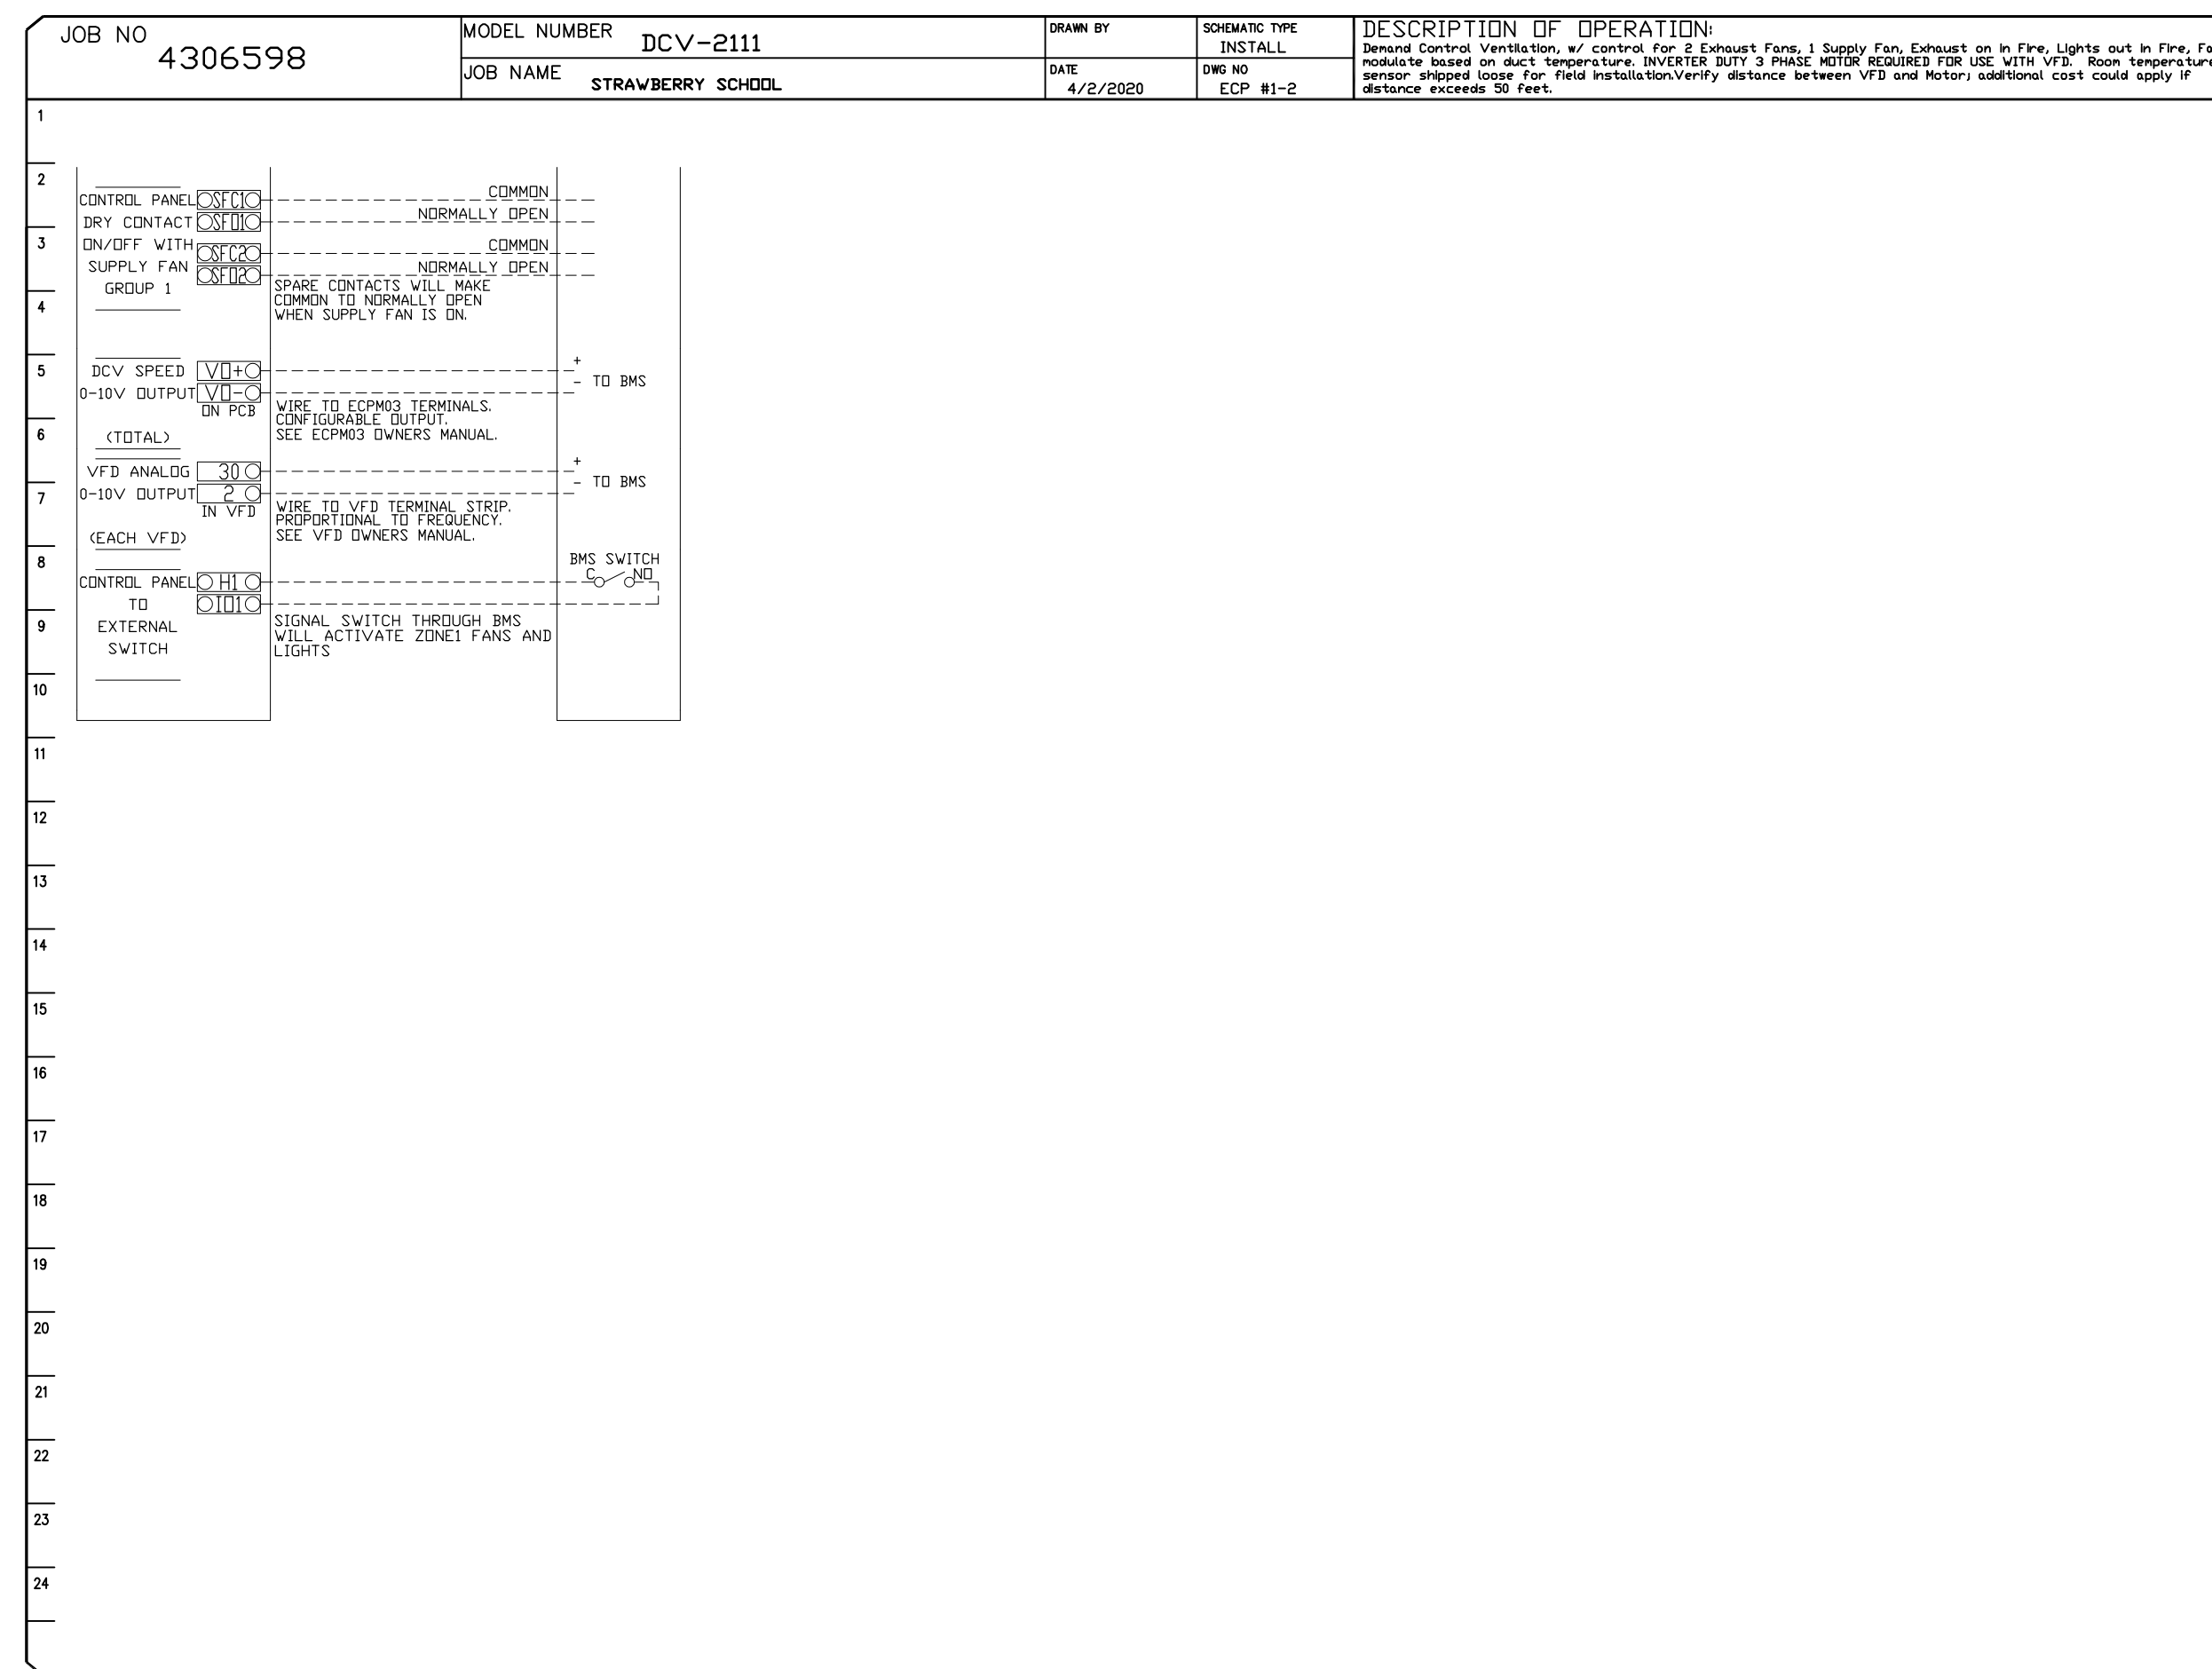 JOB NO
4306598
MODEL NUMBER
DCV-2111
JOB NAME
STRAWBERRY SCHOOL
DRAWN BY
DATE
4/2/2020
SCHEMATIC TYPE
INSTALL
DWG NO
ECP #1-2
DESCRIPTION OF OPERATION:
Demand Control Ventilation, w/ control for 2 Exhaust Fans, 1 Supply Fan, Exhaust on in Fire, Lights out in Fire,
modulate based on duct temperature. INVERTER DUTY 3 PHASE MOTOR REQUIRED FOR USE WITH VFD. Room temperature
sensor shipped loose for field installation.Verify distance between VFD and Motor; additional cost could apply if
distance exceeds 50 feet.
1
2
3
4
5
6
7
8
9
10
11
12
13
14
15
16
17
18
19
20
21
22
23
24
CONTROL PANEL
DRY CONTACT
ON/OFF WITH
SUPPLY FAN
GROUP 1
SFC1
SFO1
SFC2
SFO2
COMMON
NORMALLY OPEN
COMMON
NORMALLY OPEN
SPARE CONTACTS WILL MAKE
COMMON TO NORMALLY OPEN
WHEN SUPPLY FAN IS ON.
DCV SPEED
0-10V OUTPUT
(TOTAL)
VO+
VO-
ON PCB
+
- TO BMS
WIRE TO ECPM03 TERMINALS.
CONFIGURABLE OUTPUT.
SEE ECPM03 OWNERS MANUAL.
VFD ANALOG
0-10V OUTPUT
(EACH VFD)
30
2
IN VFD
+
- TO BMS
WIRE TO VFD TERMINAL STRIP.
PROPORTIONAL TO FREQUENCY.
SEE VFD OWNERS MANUAL.
CONTROL PANEL
TO
EXTERNAL
SWITCH
H1
IO1
BMS SWITCH
C NO
SIGNAL SWITCH THROUGH BMS
WILL ACTIVATE ZONE1 FANS AND
LIGHTS